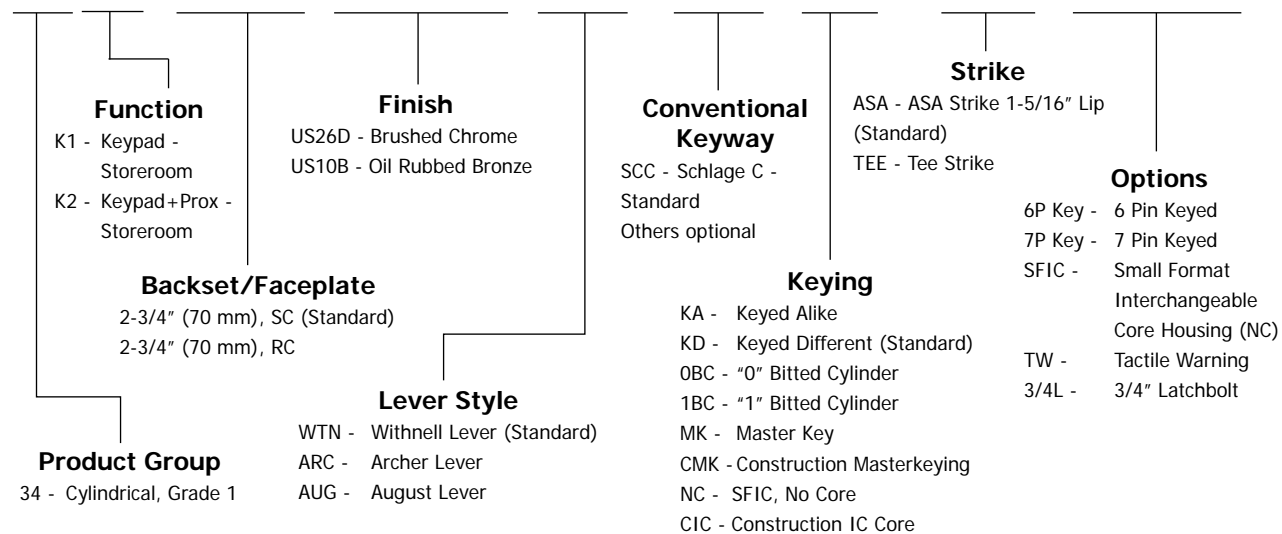 Function
K1 - Keypad -
Storeroom
K2 - Keypad+Prox -
Storeroom
Finish
US26D - Brushed Chrome
US10B - Oil Rubbed Bronze
Conventional
Keyway
SCC - Schlage C -
Standard
Others optional
Strike
ASA - ASA Strike 1-5/16" Lip
(Standard)
TEE - Tee Strike
Options
6P Key - 6 Pin Keyed
7P Key - 7 Pin Keyed
SFIC - Small Format
Interchangeable
Core Housing (NC)
TW - Tactile Warning
3/4L - 3/4" Latchbolt
Backset/Faceplate
2-3/4" (70 mm), SC (Standard)
2-3/4" (70 mm), RC
Keying
KA - Keyed Alike
KD - Keyed Different (Standard)
0BC - "0" Bitted Cylinder
1BC - "1" Bitted Cylinder
MK - Master Key
CMK - Construction Masterkeying
NC - SFIC, No Core
CIC - Construction IC Core
Lever Style
WTN - Withnell Lever (Standard)
ARC - Archer Lever
AUG - August Lever
Product Group
34 - Cylindrical, Grade 1